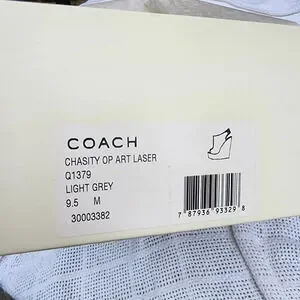 COACH
CHASITY OP ART LASER
Q1379
LIGHT GREY
9.5 M
30003382
7 87936 93329 8